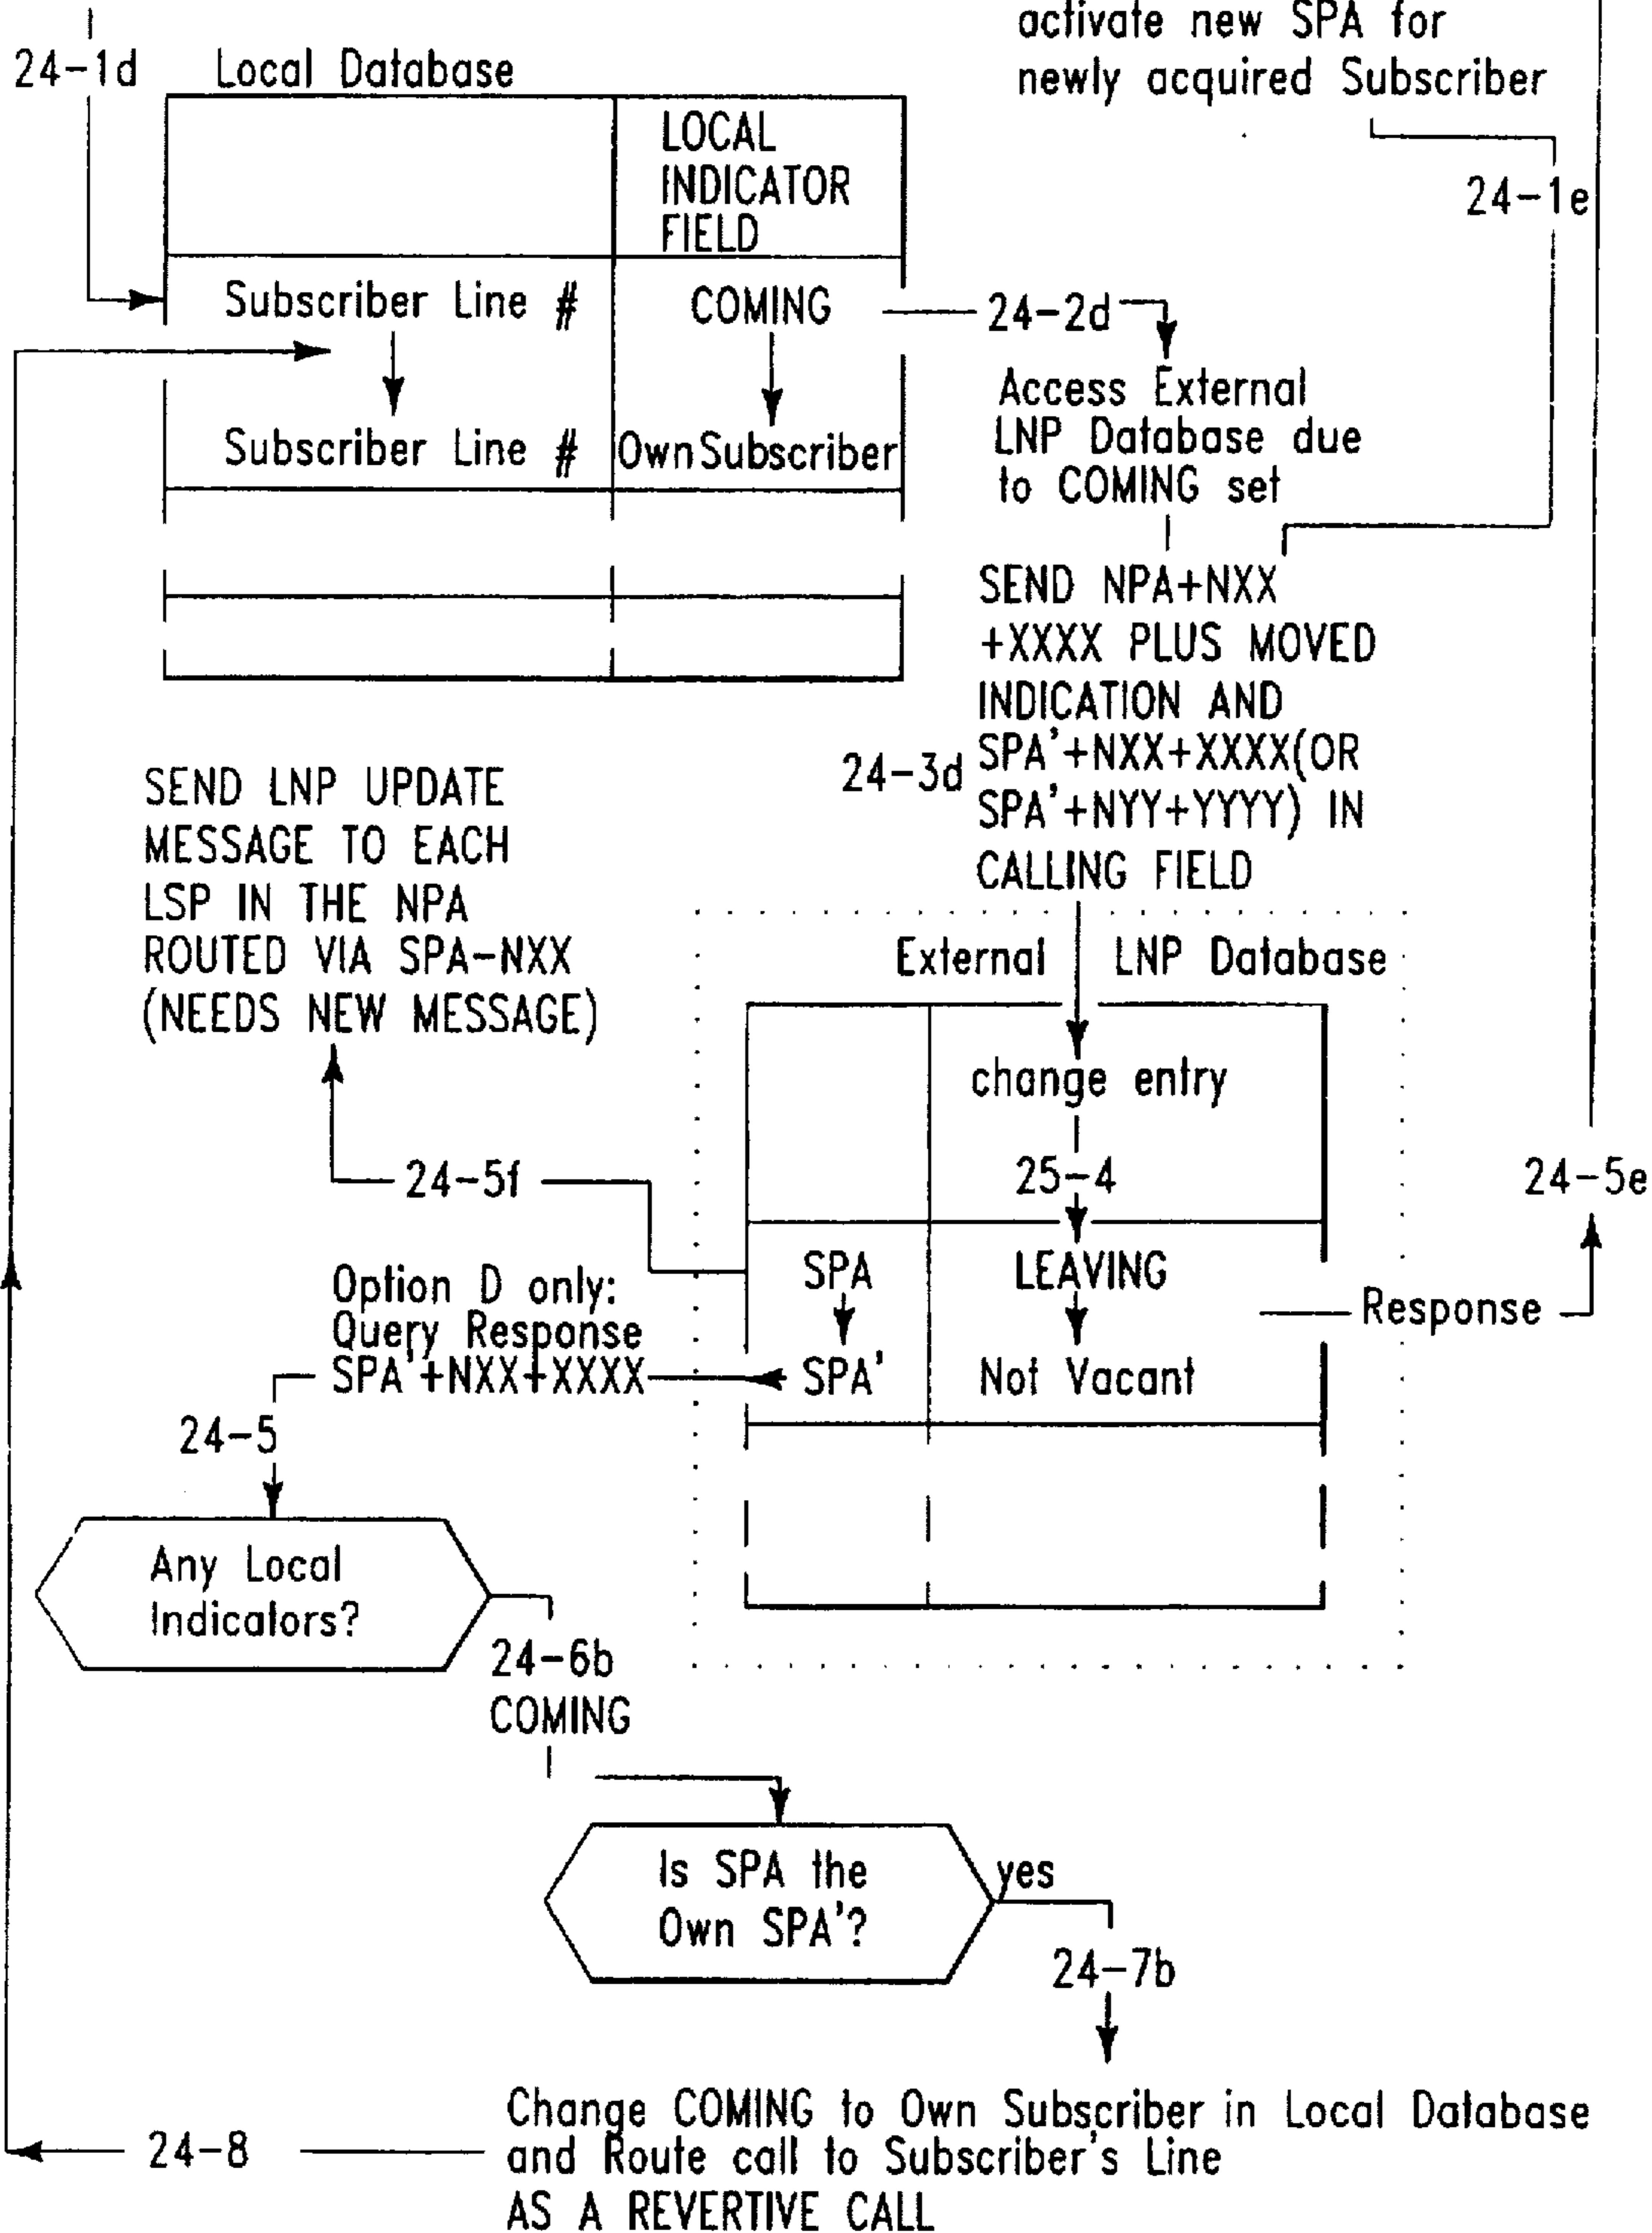 activate new SPA for
newly acquired Subscriber
24-1d
Local Database
LOCAL
INDICATOR
FIELD
24-1e
Subscriber Line #
COMING
24-2d
Subscriber Line #
Own Subscriber
Access External
LNP Database due
to COMING set
SEND NPA+NXX
+XXXX PLUS MOVED
INDICATION AND
SPA'+NXX+XXXX(OR
SPA'+NYY+YYYY) IN
CALLING FIELD
24-3d
SEND LNP UPDATE
MESSAGE TO EACH
LSP IN THE NPA
ROUTED VIA SPA-NXX
(NEEDS NEW MESSAGE)
External LNP Database
change entry
25-4
24-5f
24-5e
SPA
LEAVING
Response
Option D only:
Query Response
SPA'+NXX+XXXX
SPA'
Not Vacant
24-5
Any Local
Indicators?
24-6b
COMING
Is SPA the
Own SPA'?
yes
24-7b
Change COMING to Own Subscriber in Local Database
and Route call to Subscriber's Line
AS A REVERTIVE CALL
24-8